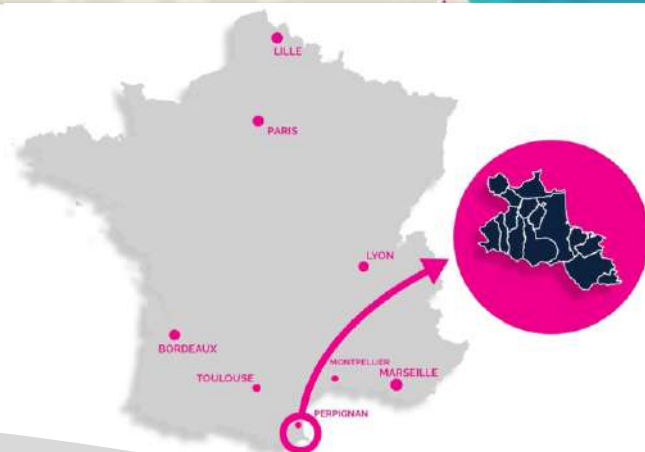 LILLE
PARIS
LYON
BORDEAUX
MONTPELLIER
TOULOUSE
MARSEILLE
PERPIGNAN